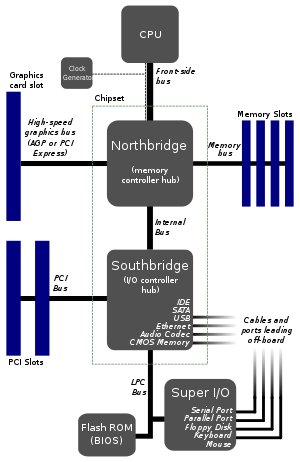 CPU
Clock
Generator
Front-side
bus
Graphics
card slot
Chipset
High-speed
graphics bus
(AGP or PCI
Express)
Northbridge
(memory
controller hub)
Memory
bus
Memory Slots
Internal
Bus
Southbridge
(I/O controller
hub)
PCI
Bus
IDE
SATA
USB
Ethernet
Audio Codec
CMOS Memory
Cables and
ports leading
off-board
PCI Slots
LPC
Bus
Super I/O
Serial Port
Parallel Port
Floppy Disk
Keyboard
Mouse
Flash ROM
(BIOS)